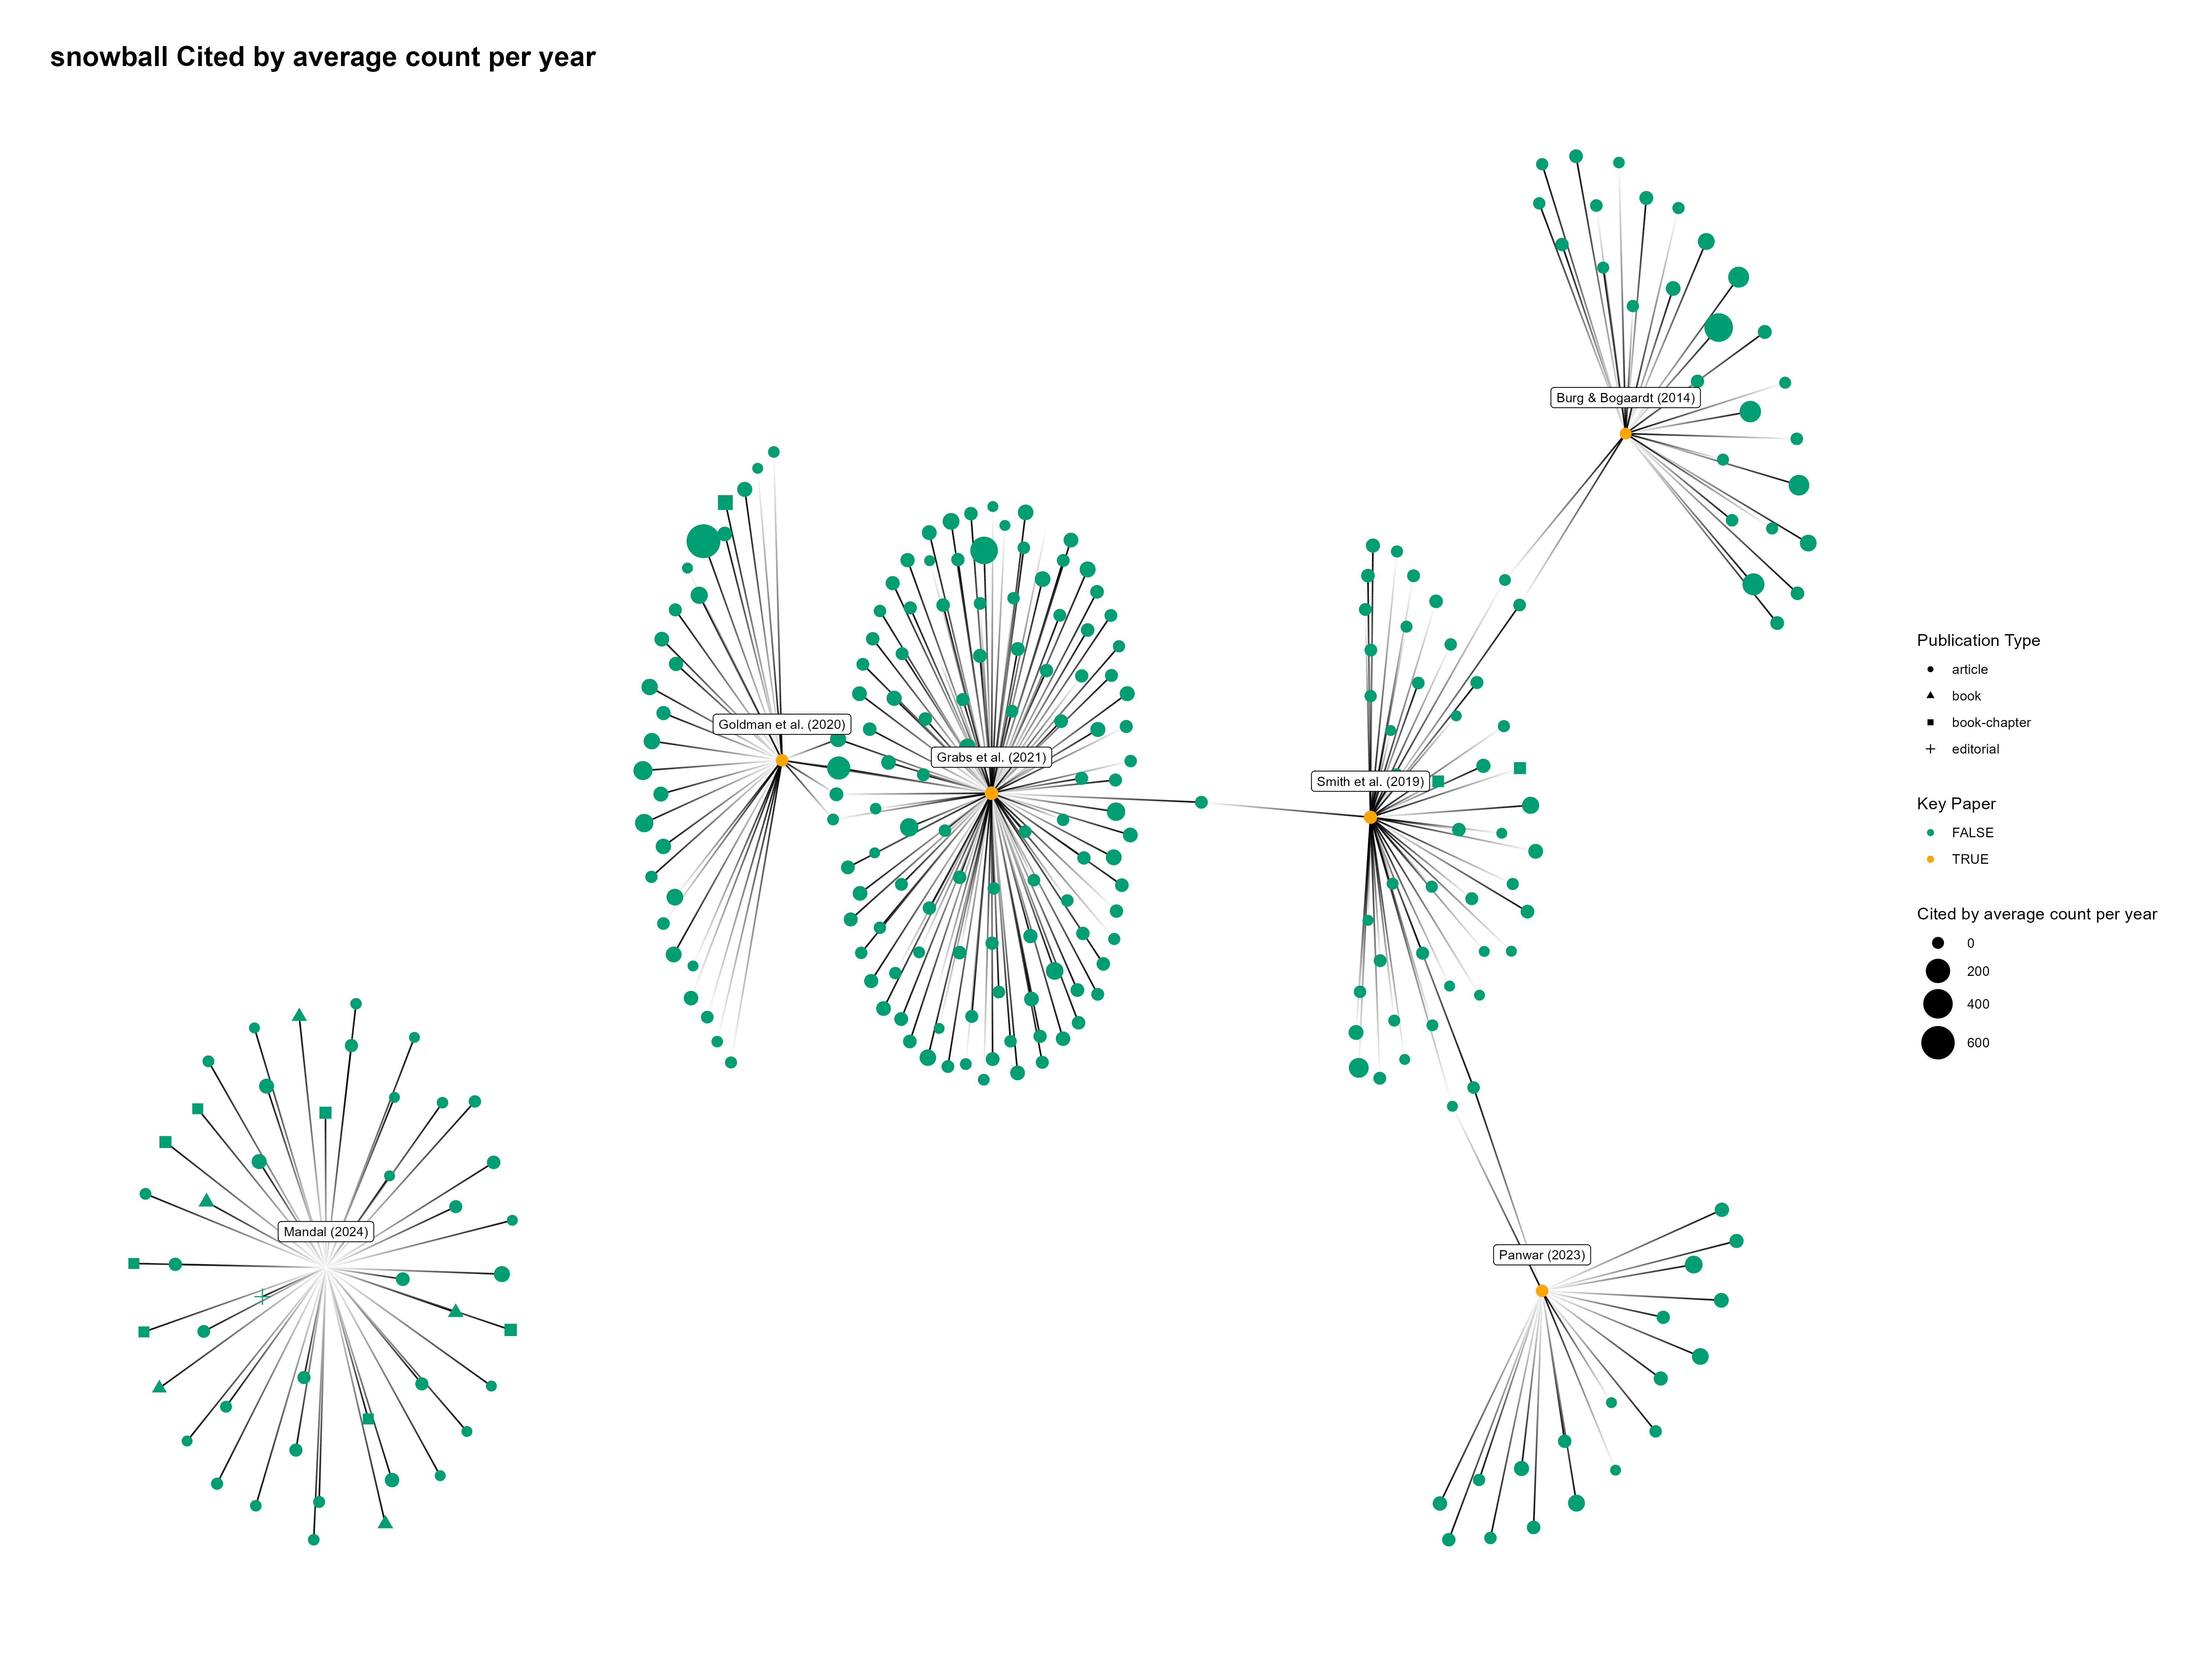 snowball Cited by average count per year
Burg & Bogaardt (2014)
Goldman et al. (2020)
Grabs et al. (2021)
Smith et al. (2019)
Mandal (2024)
Panwar (2023)
Publication Type
article
book
book-chapter
editorial
Key Paper
FALSE
TRUE
Cited by average count per year
0
200
400
600